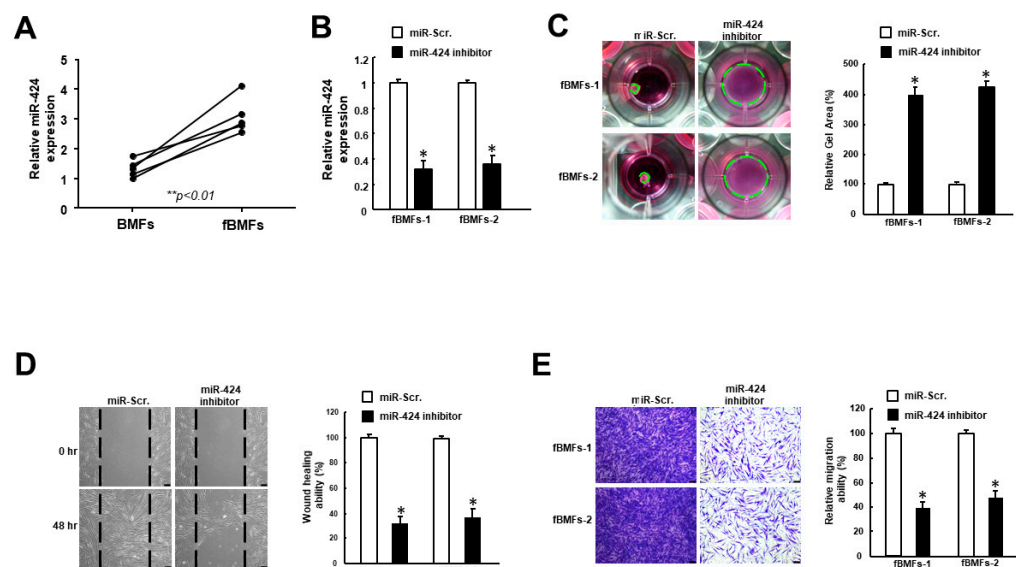 A
Relative miR-424
expression
5
4
3
2
1
0
**p<0.01
BMFs
fBMFs
B
miR-Scr.
miR-424 inhibitor
Relative miR-424
expression
1.2
1
0.8
0.6
0.4
0.2
0
*
*
fBMFs-1
fBMFs-2
C
miR-Scr.
miR-424
inhibitor
fBMFs-1
fBMFs-2
miR-Scr.
miR-424 inhibitor
Relative Gel Area (%)
500
400
300
200
100
0
*
*
fBMFs-1
fBMFs-2
D
miR-Scr.
miR-424
inhibitor
0 hr
48 hr
miR-Scr.
miR-424 inhibitor
Wound healing
ability (%)
120
100
80
60
40
20
0
*
*
E
miR-Scr.
miR-424
inhibitor
fBMFs-1
fBMFs-2
miR-Scr.
miR-424 inhibitor
Relative migration
ability (%)
120
100
80
60
40
20
0
*
*
fBMFs-1
fBMFs-2